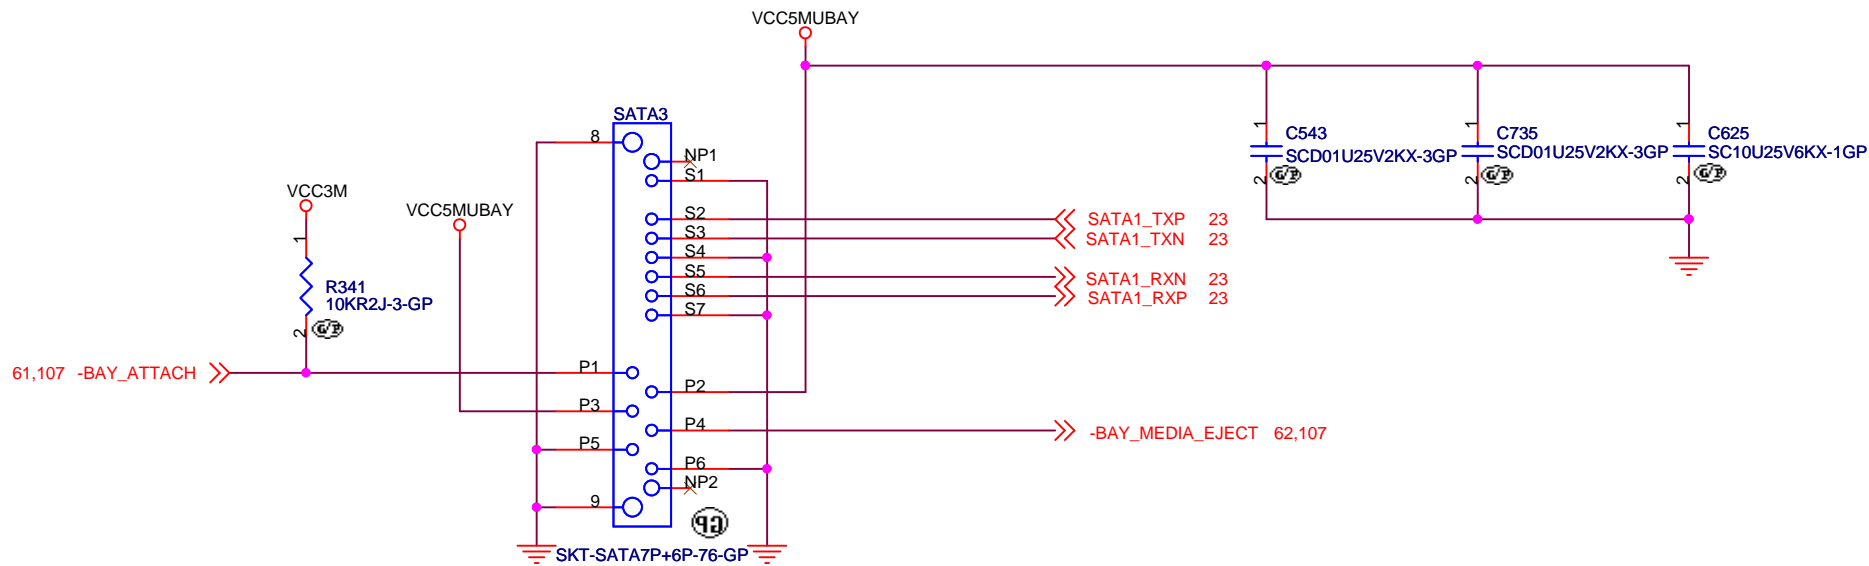 VCC5MUBAY
SATA3
8
NP1
S1
VCC3M
VCC5MUBAY
1
R341
10KR2J-3-GP
2
G/P
S2
SATA1_TXP 23
S3
SATA1_TXN 23
S4
S5
SATA1_RXN 23
S6
SATA1_RXP 23
S7
1
C543
SCD01U25V2KX-3GP
2
G/P
1
C735
SCD01U25V2KX-3GP
2
G/P
1
C625
SC10U25V6KX-1GP
2
G/P
61,107 -BAY_ATTACH
P1
P2
P3
P4
-BAY_MEDIA_EJECT 62,107
P5
P6
NP2
9
GP
SKT-SATA7P+6P-76-GP